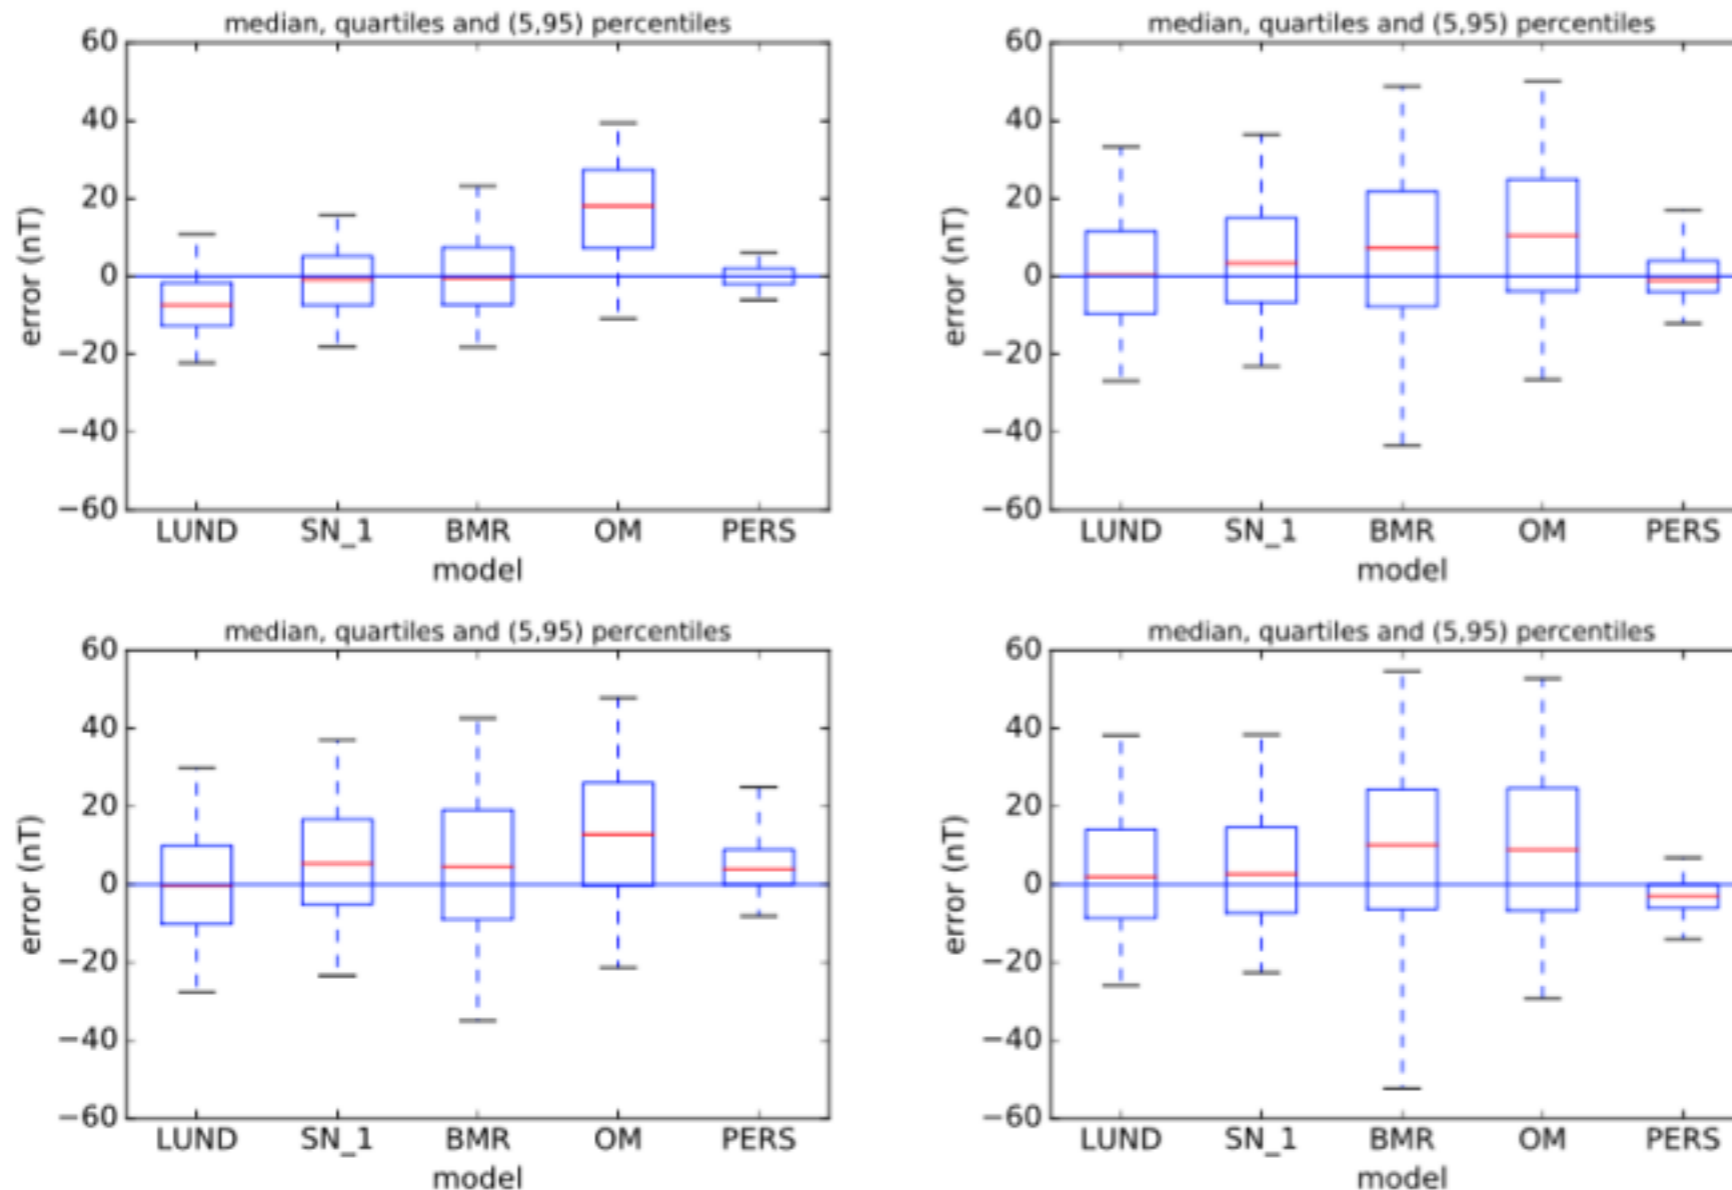 median, quartiles and (5,95) percentiles
60
40
20
0
−20
−40
−60
error (nT)
LUND SN_1 BMR OM PERS
model
median, quartiles and (5,95) percentiles
60
40
20
0
−20
−40
−60
error (nT)
LUND SN_1 BMR OM PERS
model
median, quartiles and (5,95) percentiles
60
40
20
0
−20
−40
−60
error (nT)
LUND SN_1 BMR OM PERS
model
median, quartiles and (5,95) percentiles
60
40
20
0
−20
−40
−60
error (nT)
LUND SN_1 BMR OM PERS
model